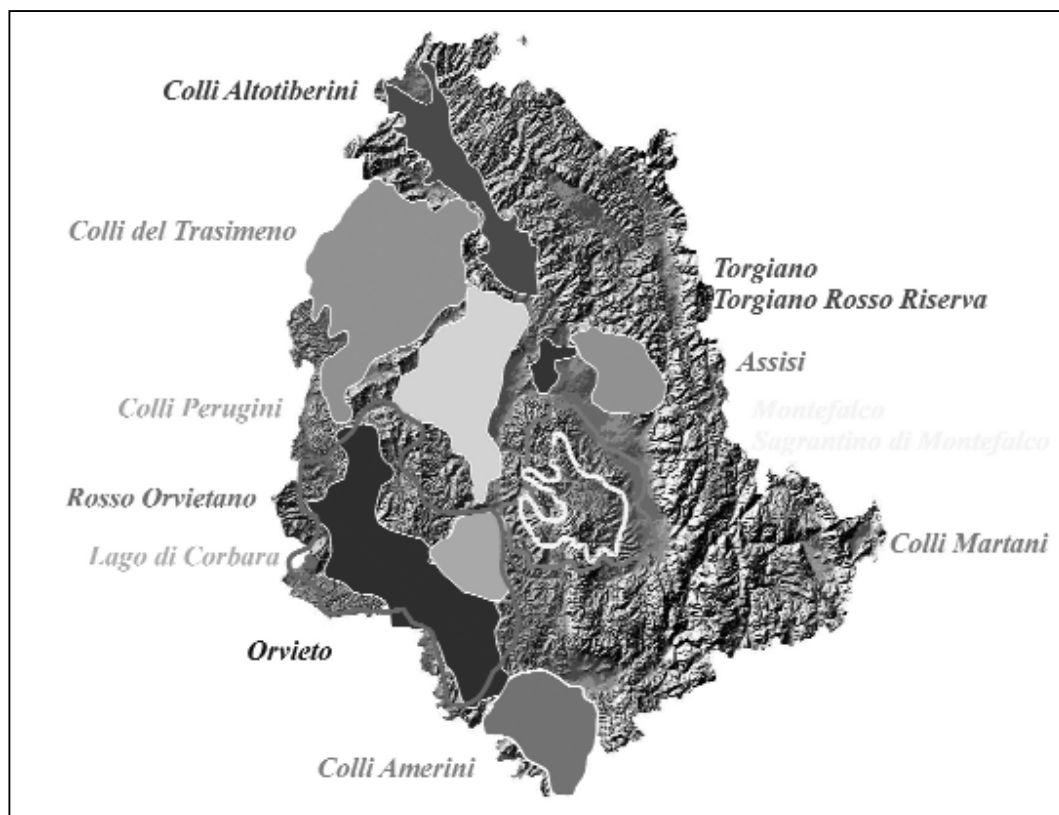 Colli Altotiberini
Colli del Trasimeno
Torgiano
Torgiano Rosso Riserva
Assisi
Colli Perugini
Montefalco
Sagrantino di Montefalco
Rosso Orvietano
Colli Martani
Lago di Corbara
Orvieto
Colli Amerini